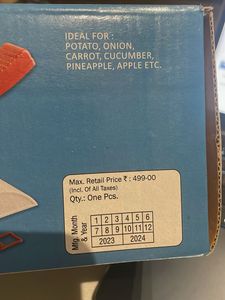 IDEAL FOR :
POTATO, ONION,
CARROT, CUCUMBER,
PINEAPPLE, APPLE ETC.
Max. Retail Price ₹ : 499-00
(Incl. Of All Taxes)
Qty.: One Pcs.
Mfg. Month
& Year
1 2 3 4 5 6
7 8 9 10 11 12
2023 2024